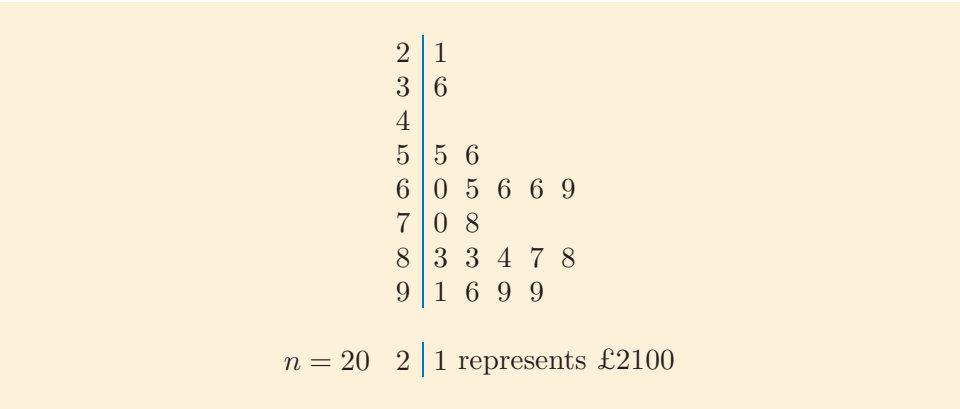 2 | 1
3 | 6
4 |
5 | 5 6
6 | 0 5 6 6 9
7 | 0 8
8 | 3 3 4 7 8
9 | 1 6 9 9
n = 20 2 | 1 represents £2100